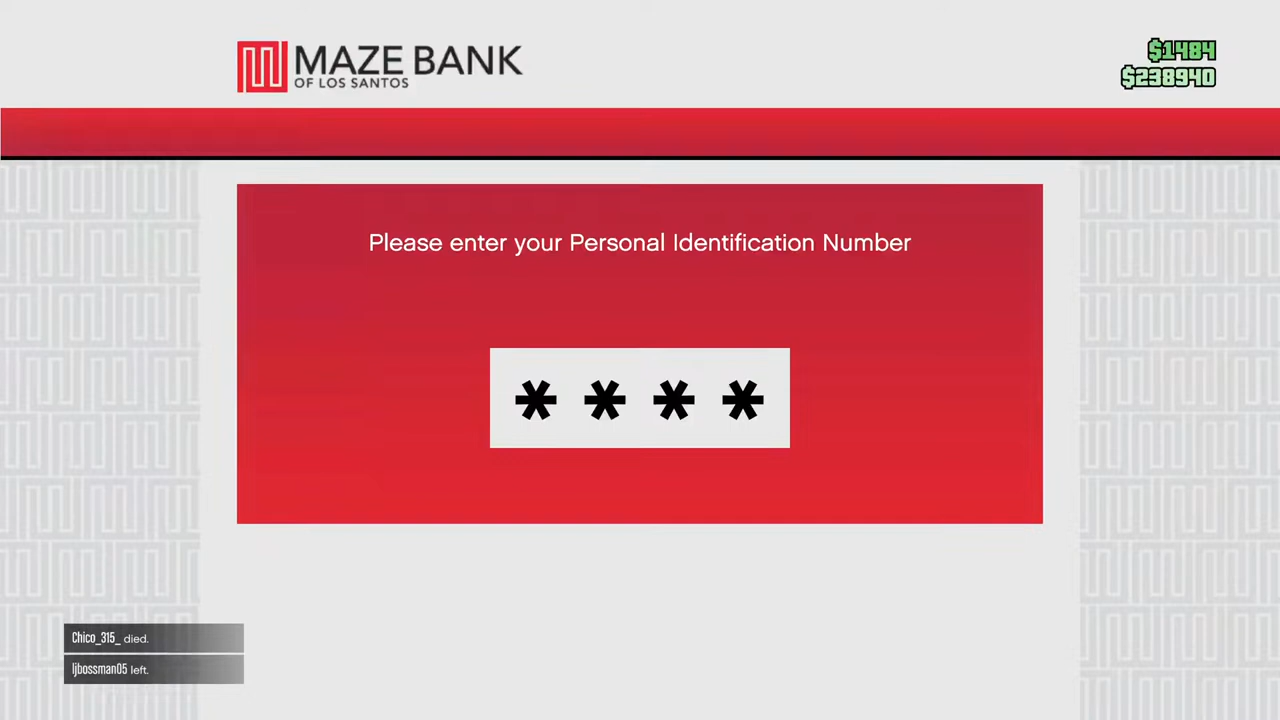 MAZE BANK
OF LOS SANTOS
$1484
$238940
Please enter your Personal Identification Number
* * * *
Chico_315_ died.
ljbossman05 left.